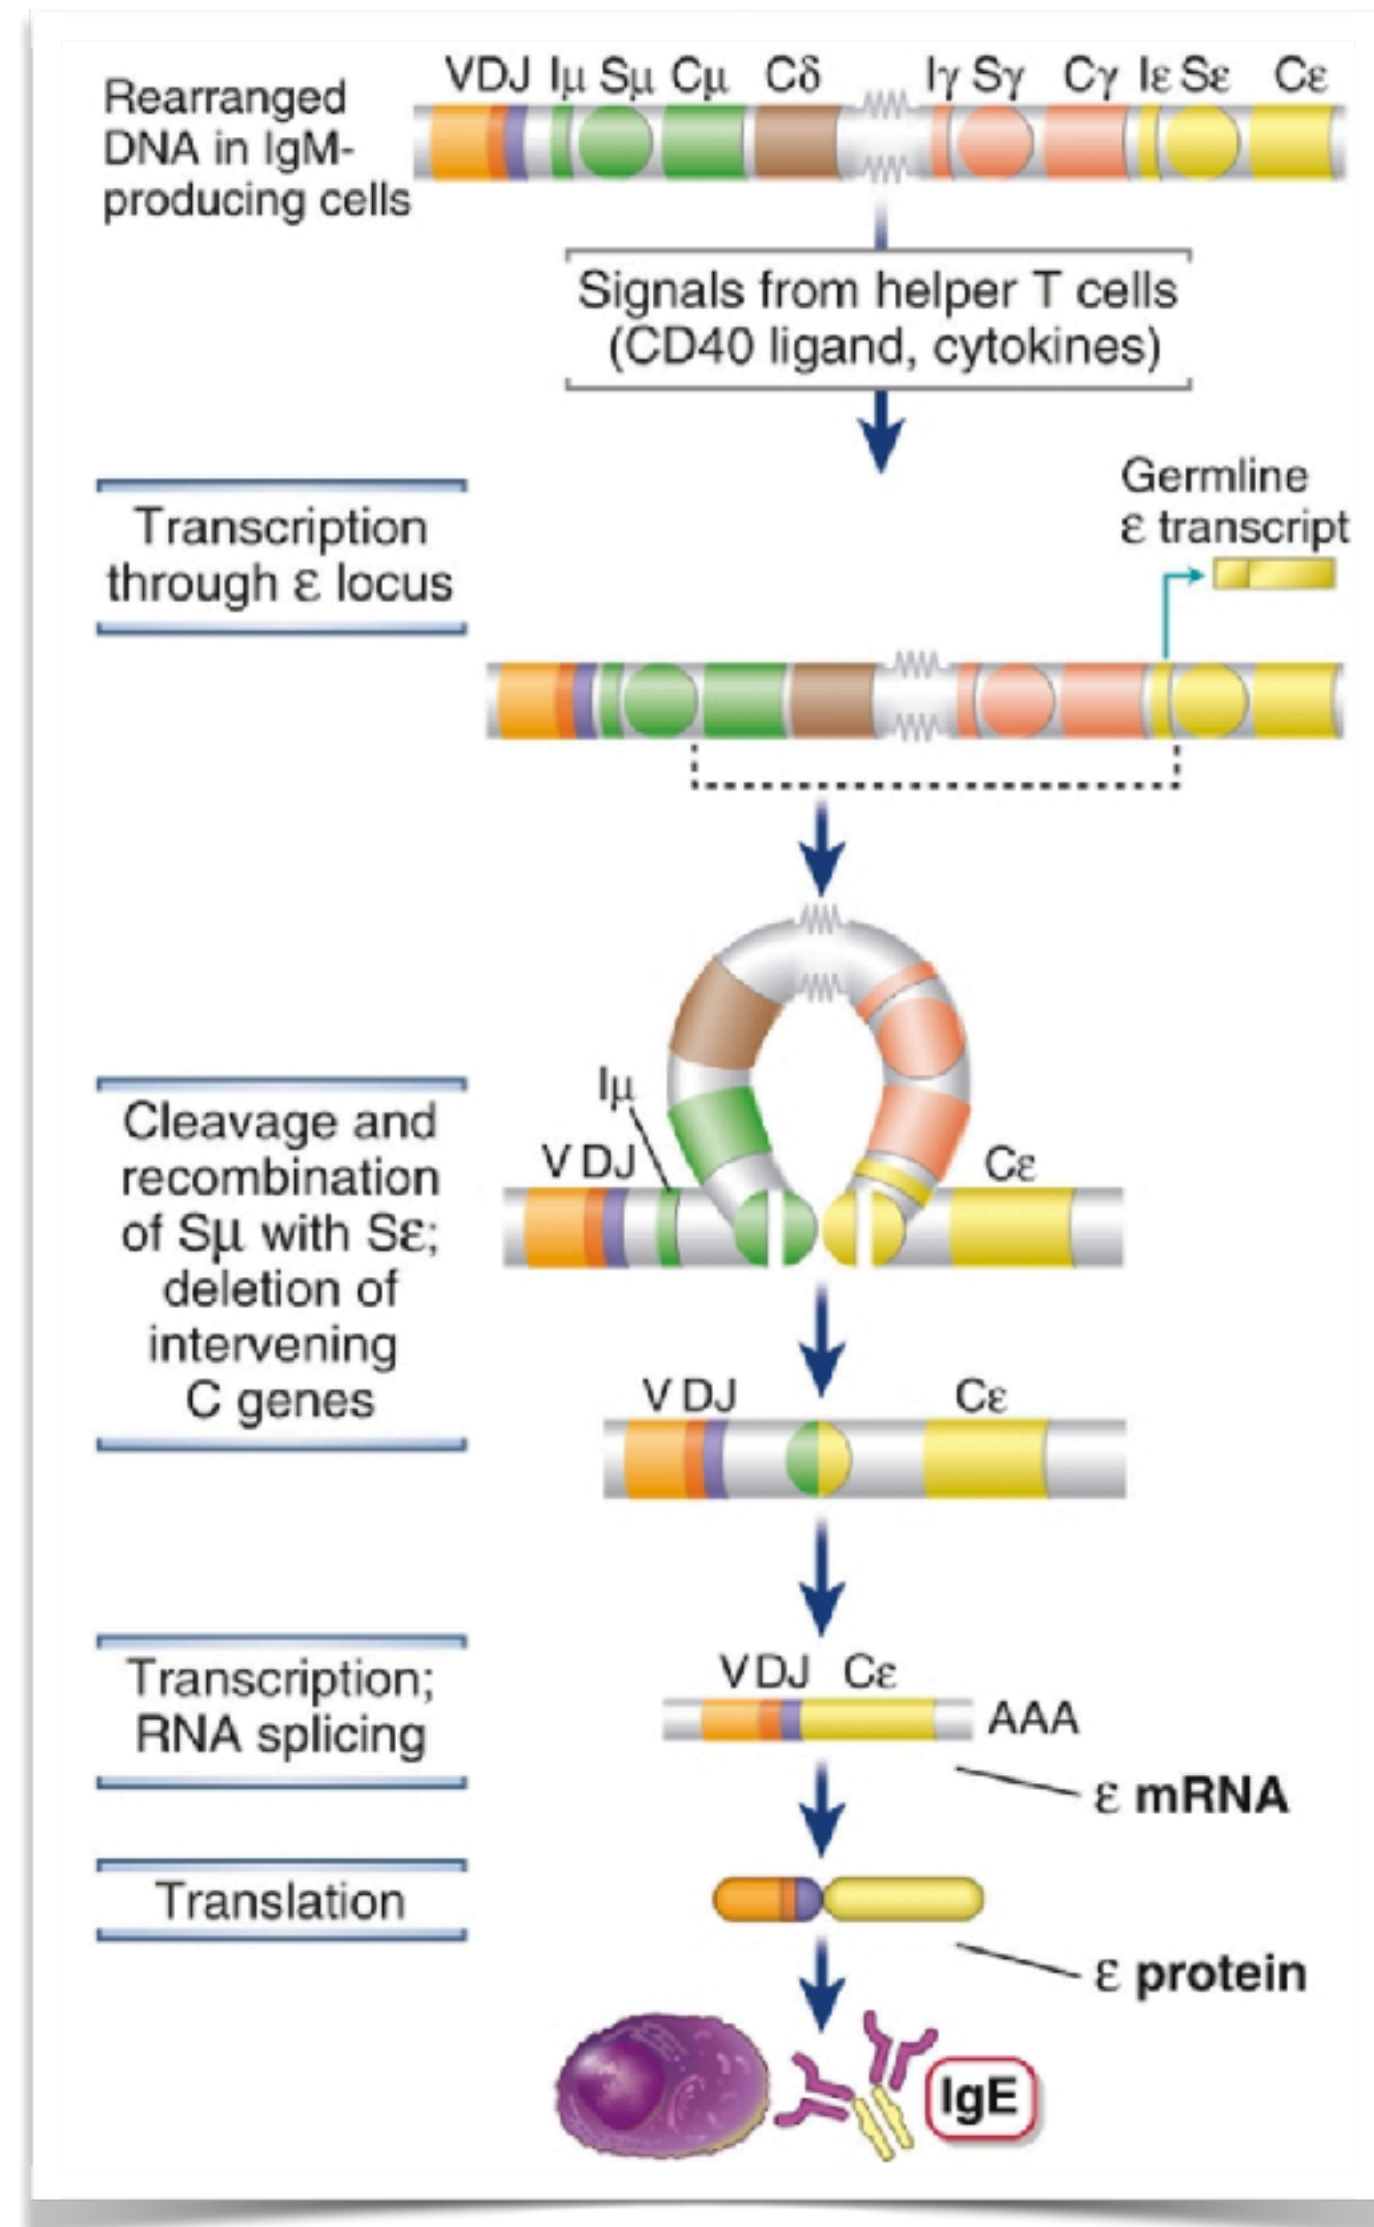 VDJ Iμ Sμ Cμ Cδ Iγ Sγ Cγ Iε Sε Cε
Rearranged
DNA in IgM-
producing cells
Signals from helper T cells
(CD40 ligand, cytokines)
Germline
ε transcript
Transcription
through ε locus
Iμ
V DJ
Cε
Cleavage and
recombination
of Sμ with Sε;
deletion of
intervening
C genes
V DJ
Cε
Transcription;
RNA splicing
VDJ Cε
AAA
ε mRNA
Translation
ε protein
IgE